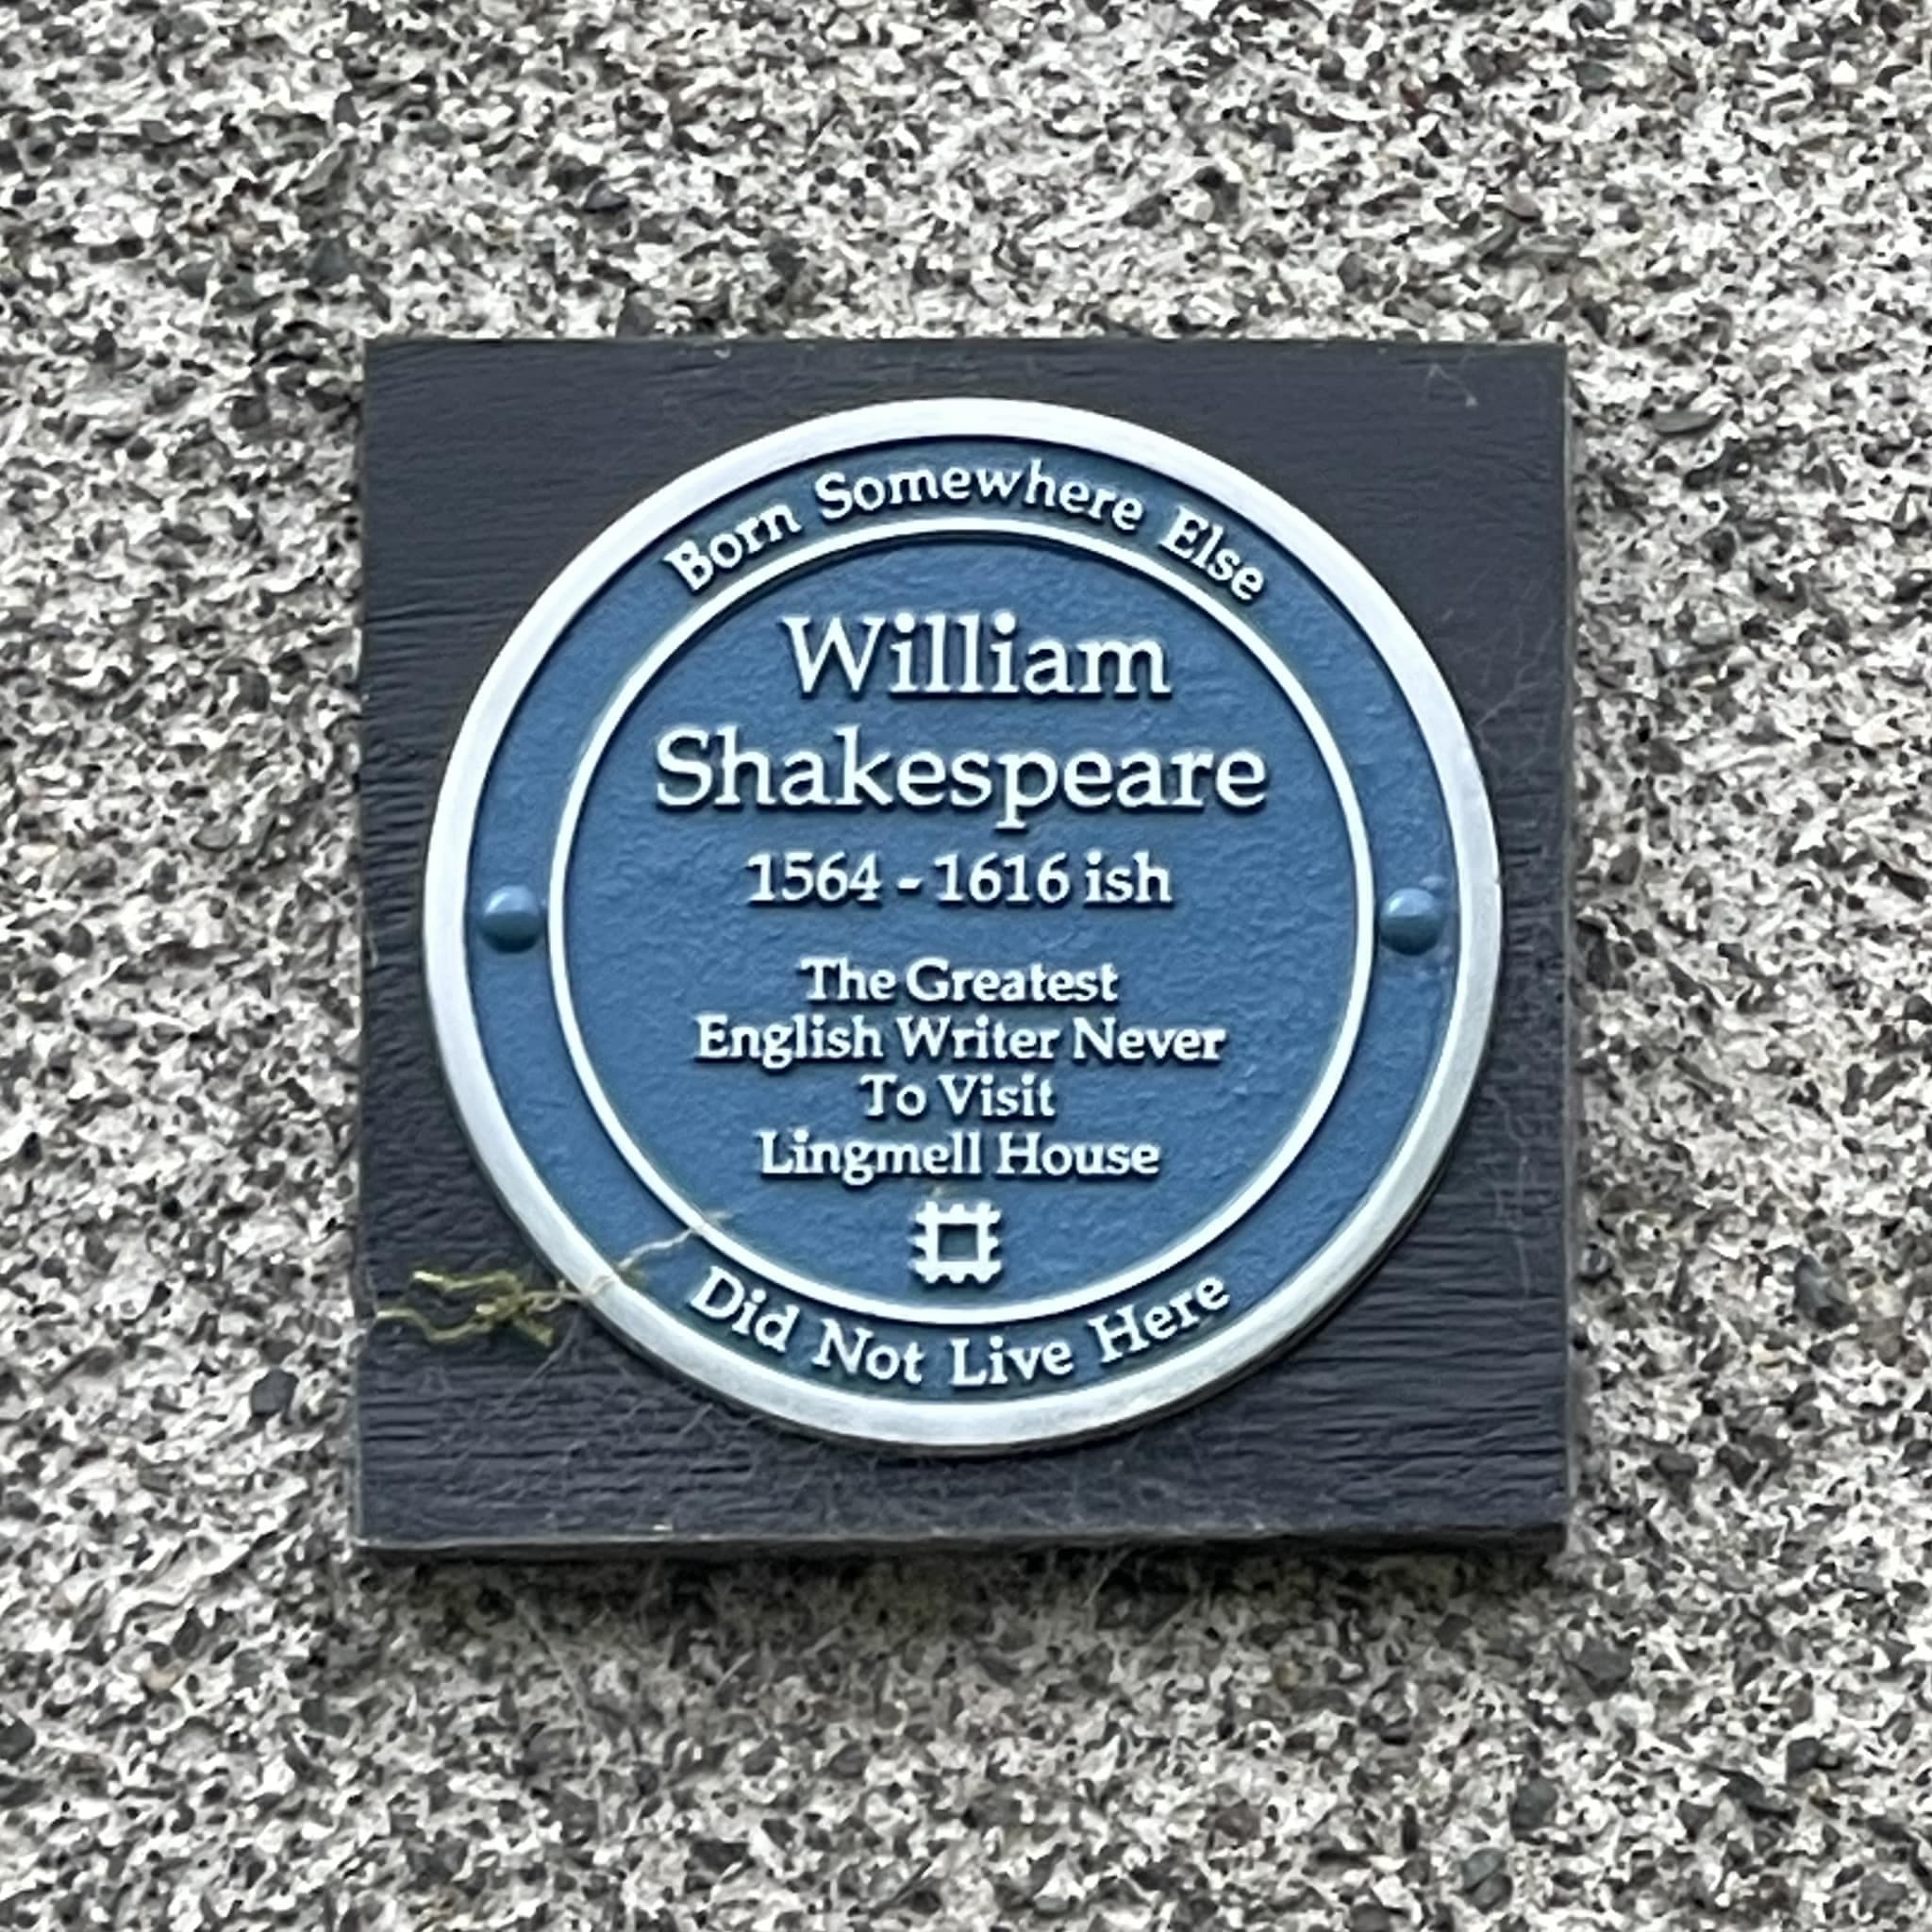 Born Somewhere Else
William
Shakespeare
1564 - 1616 ish
The Greatest
English Writer Never
To Visit
Lingmell House
Did Not Live Here